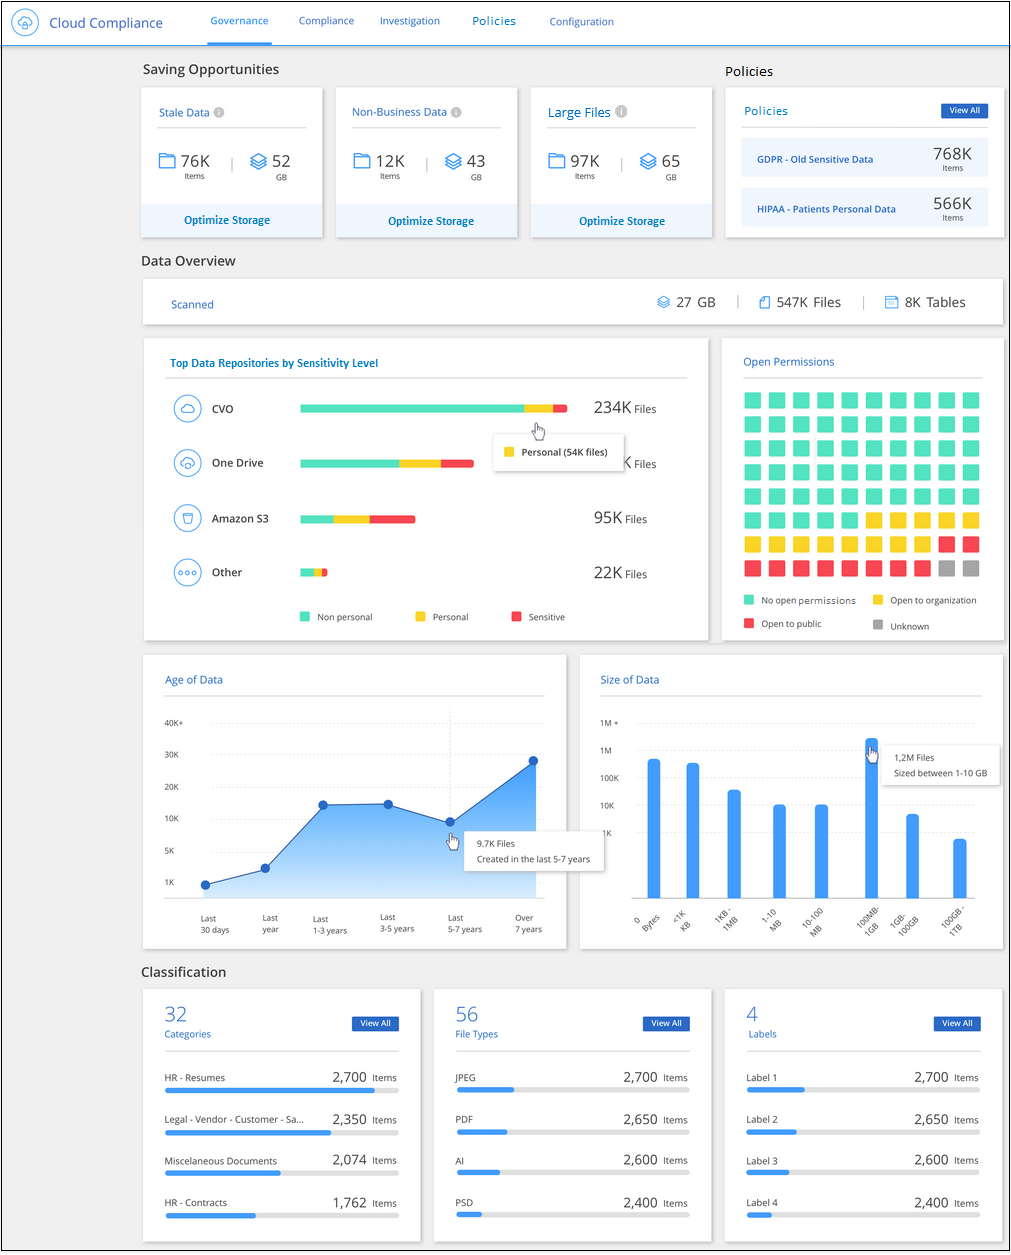 Cloud Compliance
Governance
Compliance
Investigation
Policies
Configuration
Saving Opportunities
Policies
Stale Data
76K
Items
52
GB
Optimize Storage
Non-Business Data
12K
Items
43
GB
Optimize Storage
Large Files
97K
Items
65
GB
Optimize Storage
Policies
View All
GDPR - Old Sensitive Data
768K
Items
HIPAA - Patients Personal Data
566K
Items
Data Overview
Scanned
27 GB
547K Files
8K Tables
Top Data Repositories by Sensitivity Level
CVO
234K Files
Personal (54K files)
One Drive
K Files
Amazon S3
95K Files
Other
22K Files
Non personal
Personal
Sensitive
Open Permissions
No open permissions
Open to organization
Open to public
Unknown
Age of Data
40K+
30K
20K
10K
5K
1K
9.7K Files
Created in the last 5-7 years
Last
30 days
Last
year
Last
1-3 years
Last
3-5 years
Last
5-7 years
Over
7 years
Size of Data
1M +
1M
100K
10K
1K
1,2M Files
Sized between 1-10 GB
0
Bytes
<1K
KB
1KB -
1MB
1-10
MB
10-100
MB
100MB-
1GB
1GB-
100GB
100GB -
1TB
Classification
32
Categories
View All
HR - Resumes
2,700 Items
Legal - Vendor - Customer - Sa...
2,350 Items
Miscelaneous Documents
2,074 Items
HR - Contracts
1,762 Items
56
File Types
View All
JPEG
2,700 Items
PDF
2,650 Items
AI
2,600 Items
PSD
2,400 Items
4
Labels
View All
Label 1
2,700 Items
Label 2
2,650 Items
Label 3
2,600 Items
Label 4
2,400 Items